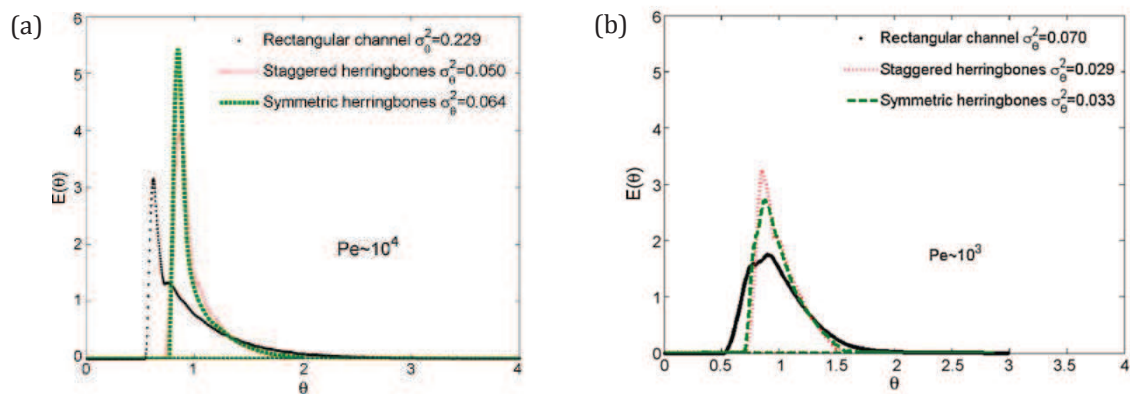 (a)
6
5
4
3
2
1
0
E(θ)
0 1 2 3 4
θ
Rectangular channel σ²θ=0.229
Staggered herringbones σ²θ=0.050
Symmetric herringbones σ²θ=0.064
Pe~10⁴
(b)
6
5
4
3
2
1
0
E(θ)
0 0.5 1 1.5 2 2.5 3 3.5 4
θ
Rectangular channel σ²θ=0.070
Staggered herringbones σ²θ=0.029
Symmetric herringbones σ²θ=0.033
Pe~10³